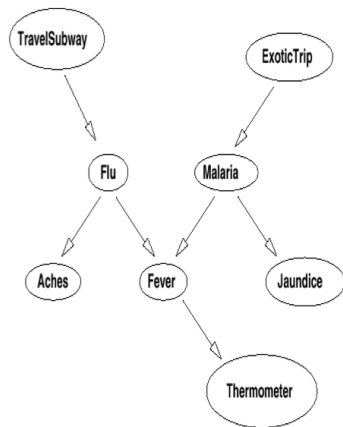 TravelSubway
ExoticTrip
Flu
Malaria
Aches
Fever
Jaundice
Thermometer